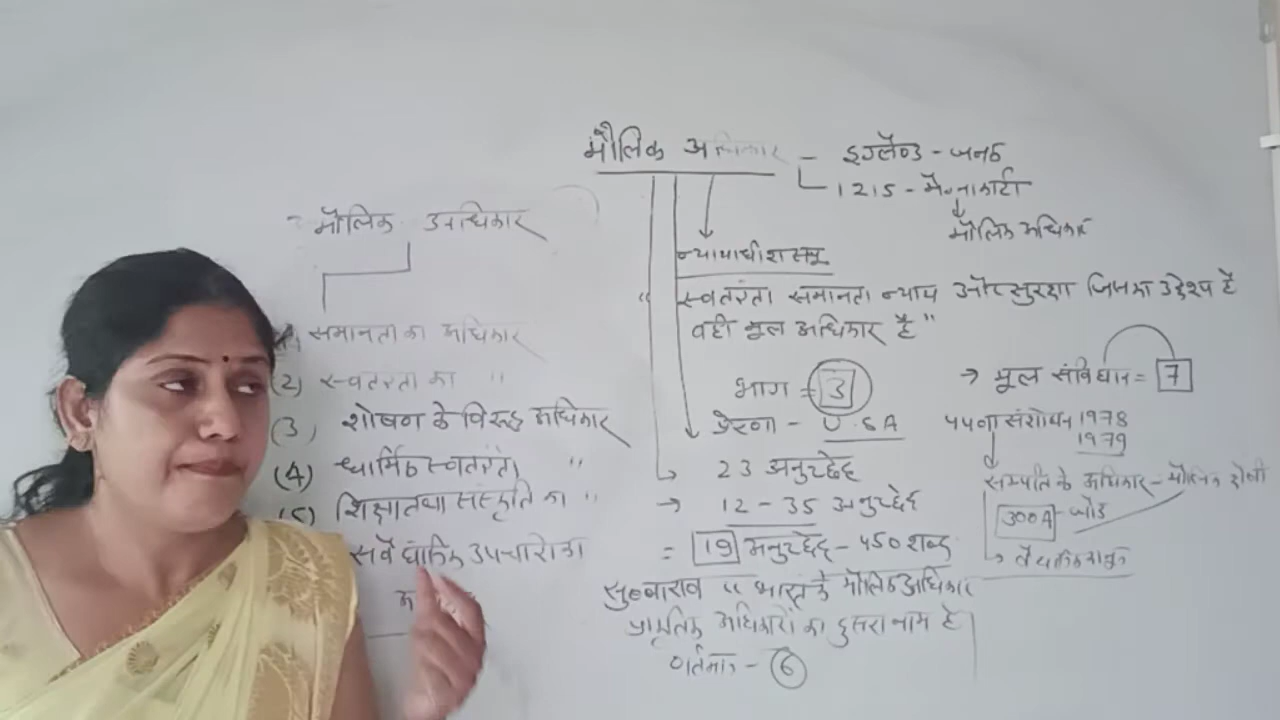 मौलिक अधिकार
समानता का अधिकार
(2) स्वतंत्रता का "
(3) शोषण के विरूद्ध अधिकार
(4) धार्मिक स्वतंत्रता "
(5) शिक्षा तथा संस्कृति का "
सवैधानिक उपचारो का
मौलिक अधिकार - इग्लैण्ड - जनक
1215 - मैग्नाकार्टा
मौलिक अधिकार
न्यायाधीश
" स्वतंत्रता समानता न्याय और सुरक्षा जिसका उद्देश्य है
वही मूल अधिकार है "
भाग = 3
→ मूल संविधान = 7
प्रेरणा - U.S.A
44वा संशोधन 1978
1979
23 अनुच्छेद
सम्पति के अधिकार - मौलिक
→ 12 - 35 अनुच्छेद
300A - जोडे
= 19 अनुच्छेद - 450 शब्द
सुब्बाराव " भारत के मौलिक अधिकार
प्राकृतिक अधिकारों का दुसरा नाम है
वर्तमान - 6